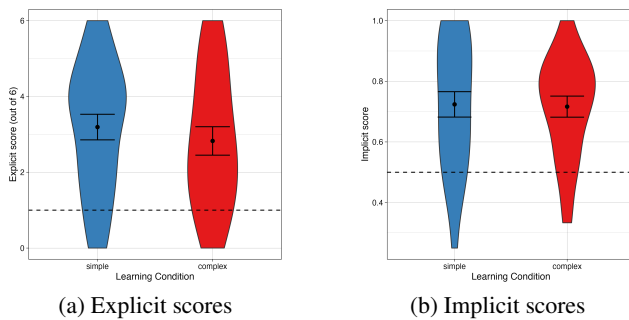 Explicit score (out of 6)
6
4
2
0
simple
complex
Learning Condition
(a) Explicit scores
Implicit score
1.0
0.8
0.6
0.4
simple
complex
Learning Condition
(b) Implicit scores